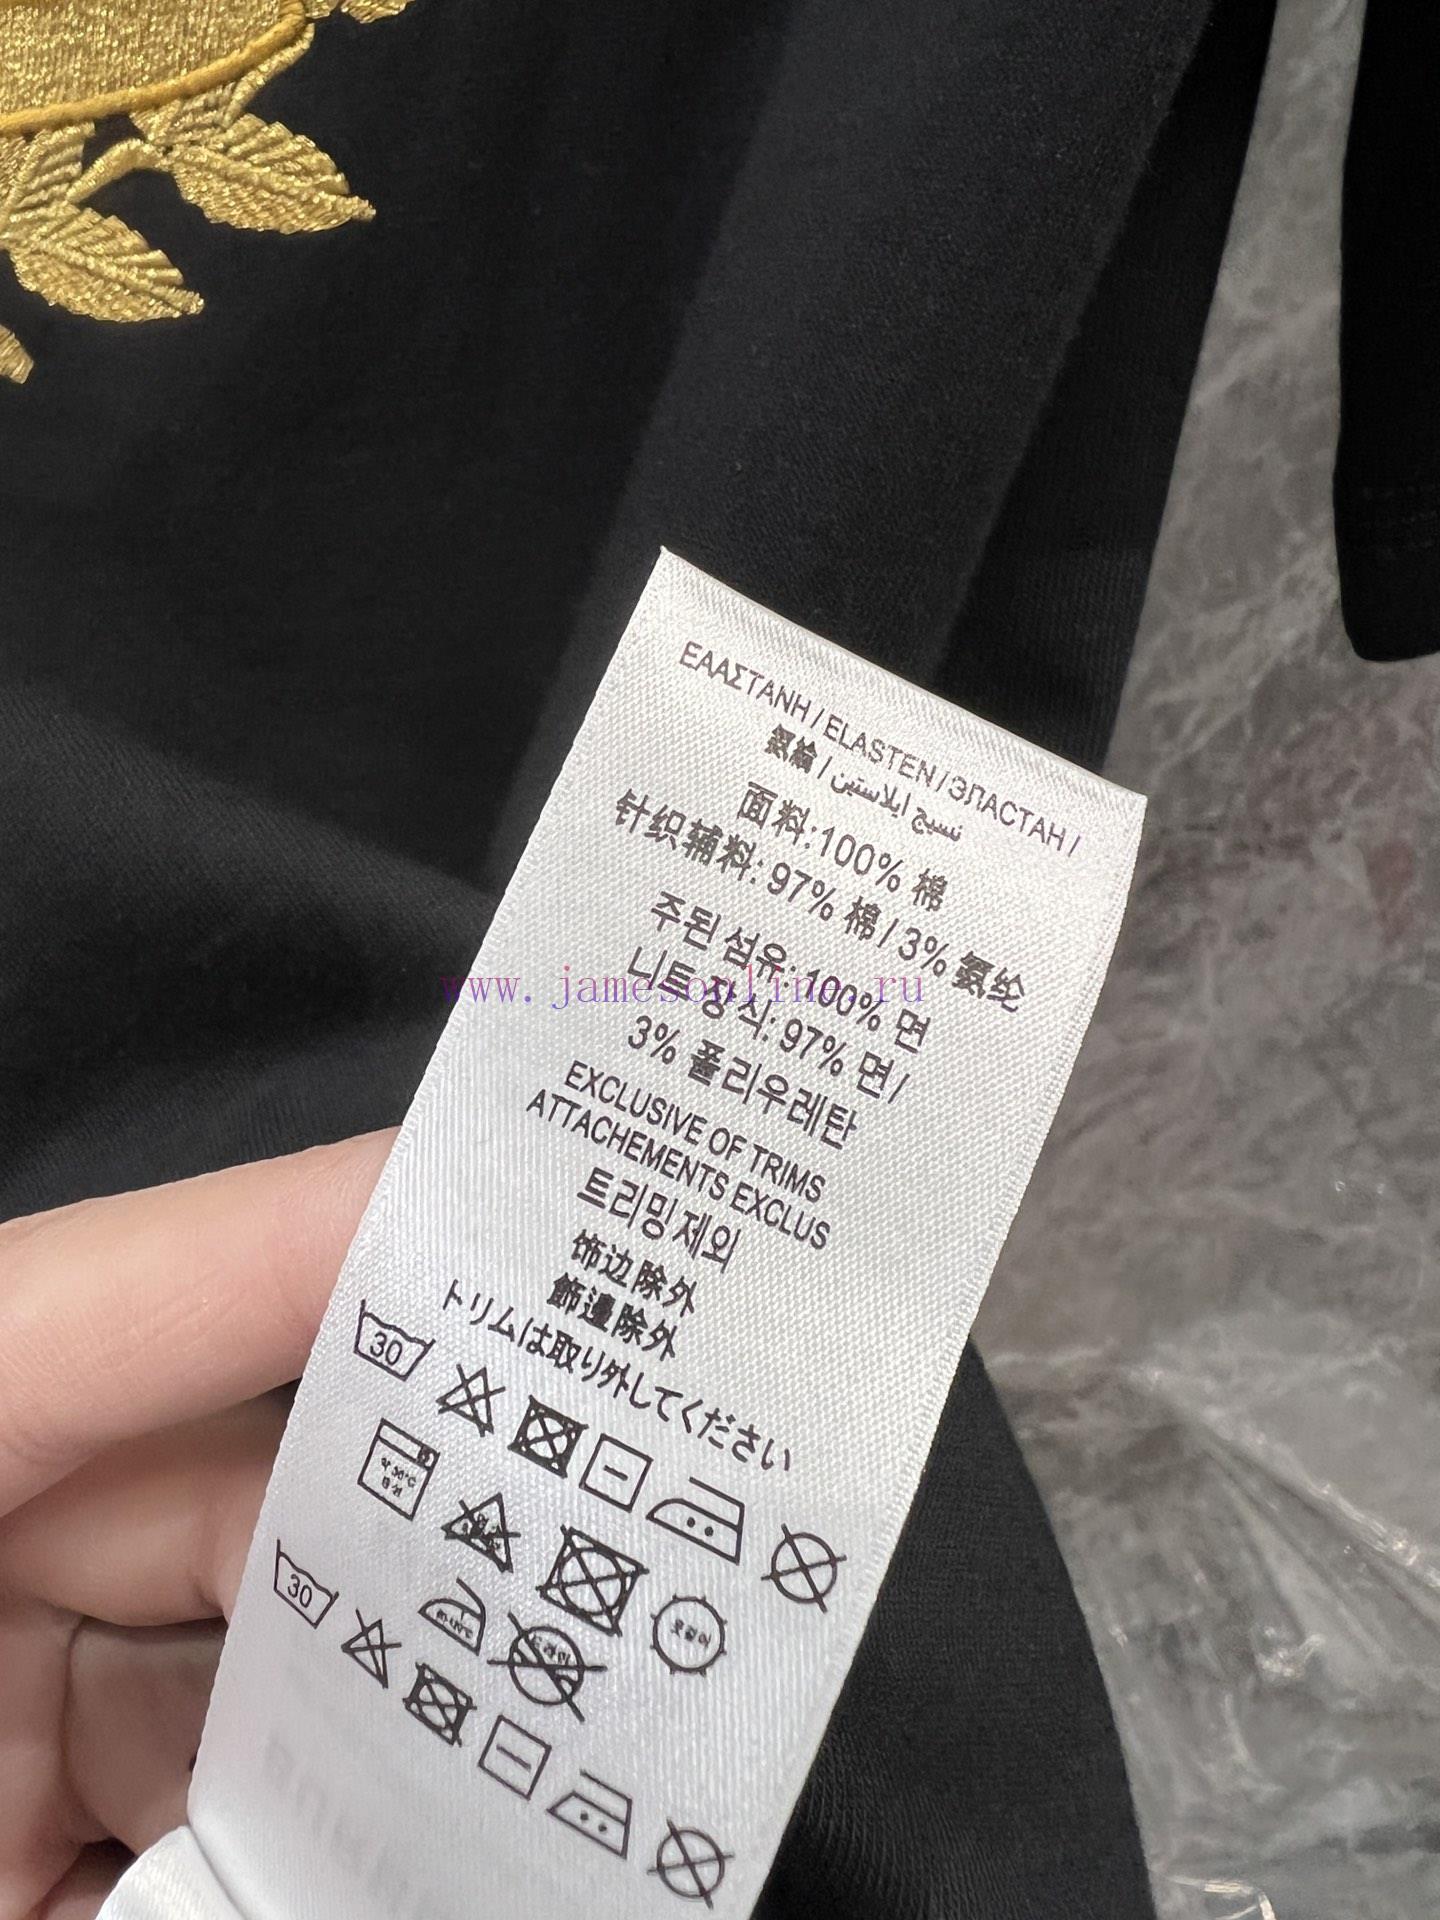 ΕΛΑΣΤΑΝΗ / ELASTEN / ЭЛАСТАН /
氨綸 / نسيج ايلاستين
面料:100% 棉
针织辅料: 97% 棉 / 3% 氨纶
주된 섬유: 100% 면
니트 장식: 97% 면 /
3% 폴리우레탄
EXCLUSIVE OF TRIMS
ATTACHEMENTS EXCLUS
트리밍 제외
饰边除外
飾邊除外
トリムは取り外してください
30
30
www.jamesonline.ru